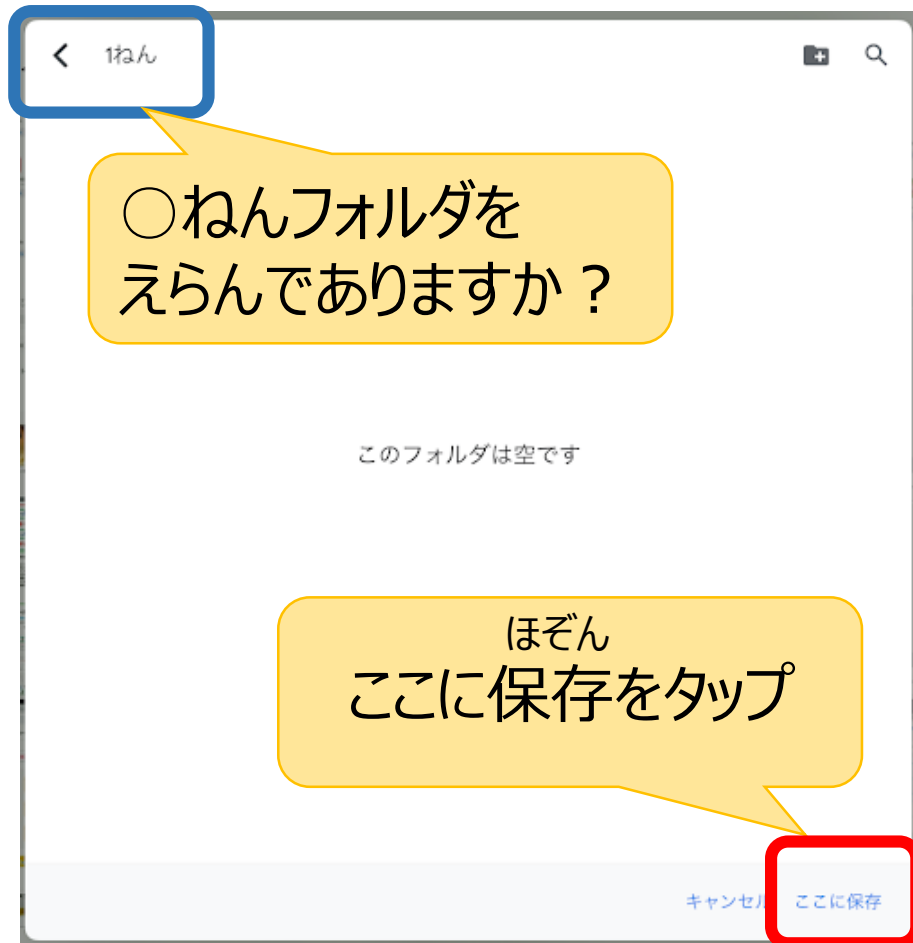 1ねん
○ねんフォルダを
えらんでありますか？
このフォルダは空です
ほぞん
ここに保存をタップ
キャンセル
ここに保存